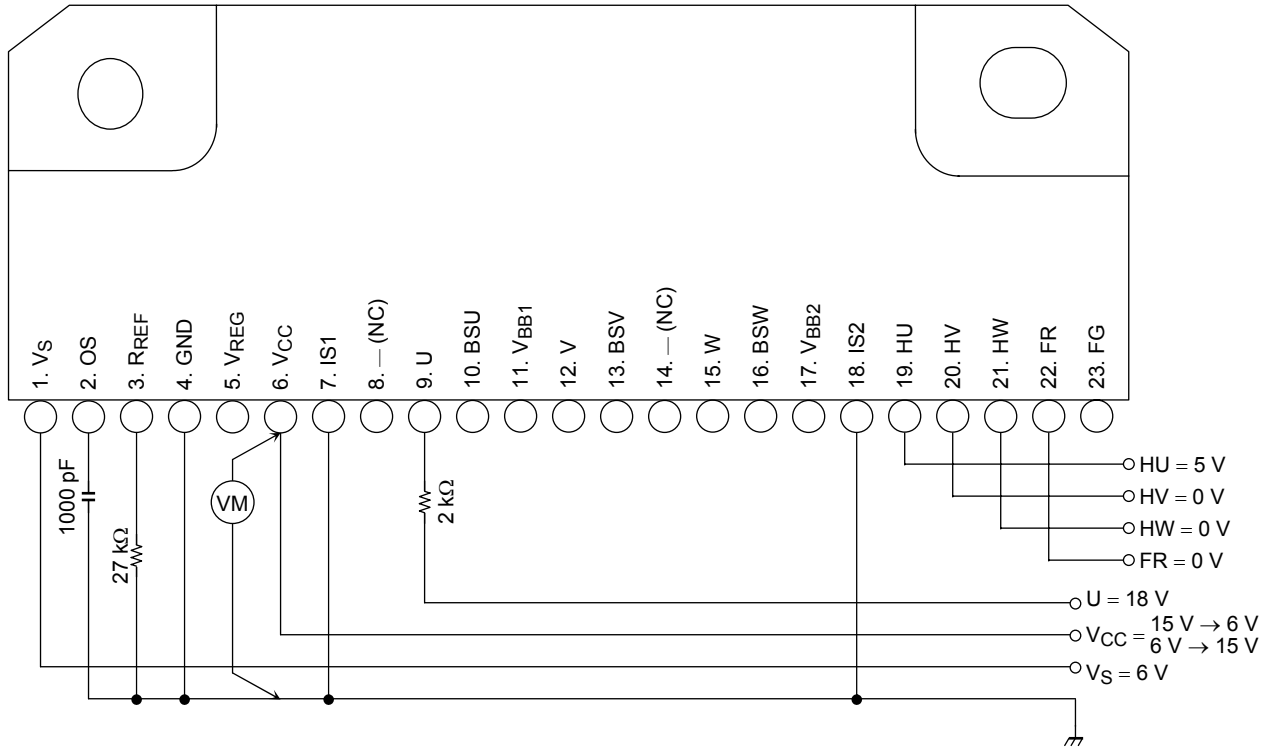 1. VS
2. OS
3. RREF
4. GND
5. VREG
6. VCC
7. IS1
8. — (NC)
9. U
10. BSU
11. VBB1
12. V
13. BSV
14. — (NC)
15. W
16. BSW
17. VBB2
18. IS2
19. HU
20. HV
21. HW
22. FR
23. FG
1000 pF
27 kΩ
VM
2 kΩ
HU = 5 V
HV = 0 V
HW = 0 V
FR = 0 V
U = 18 V
VCC = 15 V → 6 V
6 V → 15 V
VS = 6 V